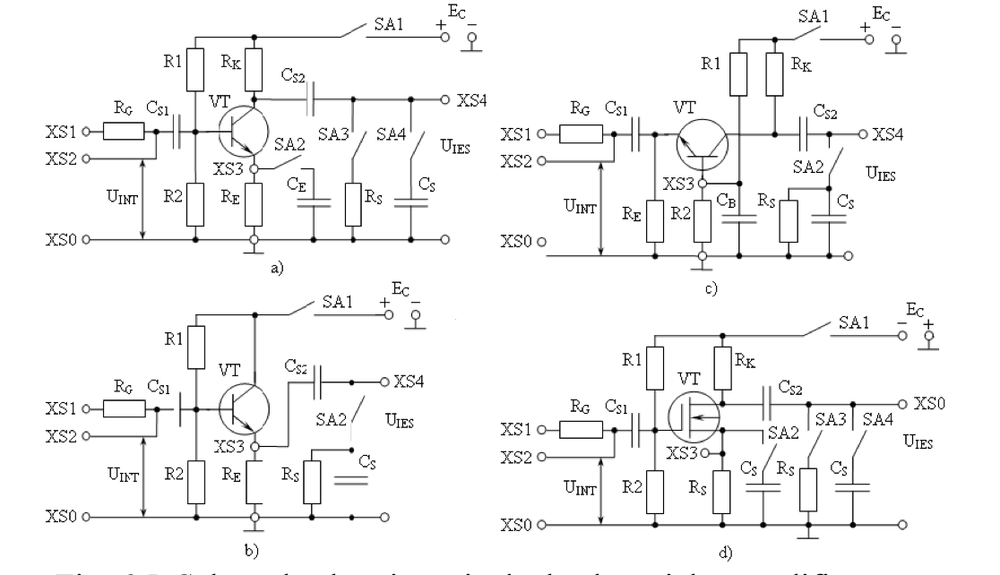 SA1
E_C
+ -
R1
R_K
C_S2
XS4
VT
R_G
C_S1
XS1
SA3
SA4
SA2
XS2
XS3
U_IES
U_INT
R2
R_E
C_E
R_S
C_S
XS0
a)
SA1
E_C
+ -
R1
R_K
R_G
C_S1
VT
C_S2
XS1
XS4
XS2
SA2
U_IES
XS3
U_INT
R_E
R2
C_B
R_S
C_S
XS0
c)
SA1
E_C
+ -
R1
VT
C_S2
XS4
R_G
C_S1
XS1
SA2
U_IES
XS2
XS3
U_INT
R2
R_E
R_S
C_S
XS0
b)
SA1
E_C
- +
R1
R_K
VT
C_S2
XS0
R_G
C_S1
SA3
SA4
XS1
SA2
U_IES
XS2
XS3
U_INT
R2
R_S
C_S
R_S
C_S
XS0
d)